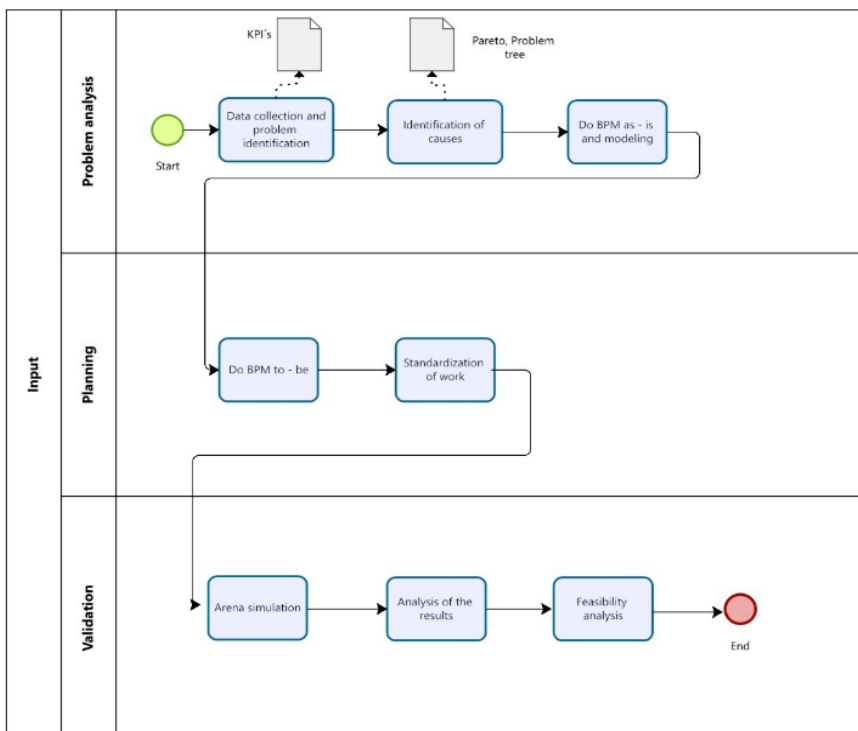 Input
Problem analysis
KPI´s
Pareto, Problem
tree
Start
Data collection and
problem
identification
Identification of
causes
Do BPM as - is
and modeling
Planning
Do BPM to - be
Standardization
of work
Validation
Arena simulation
Analysis of the
results
Feasibility
analysis
End